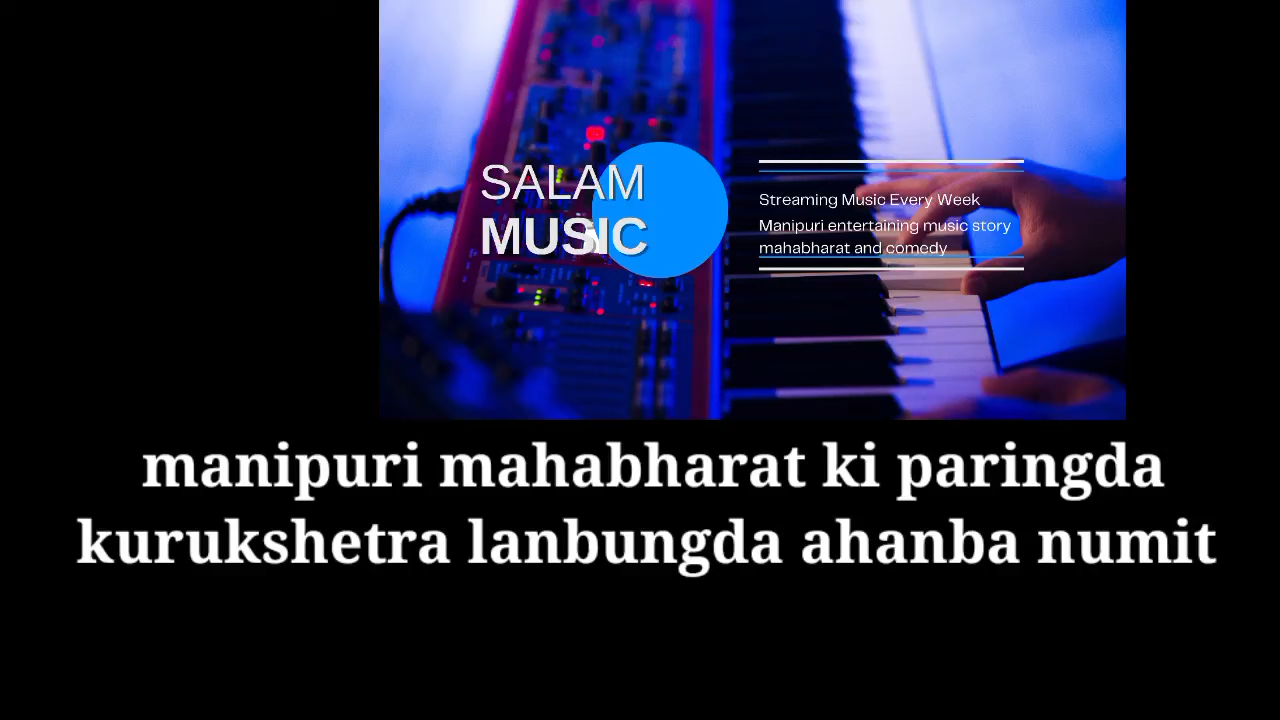 SALAM
MUSIC
Streaming Music Every Week
Manipuri entertaining music story
mahabharat and comedy
manipuri mahabharat ki paringda
kurukshetra lanbungda ahanba numit